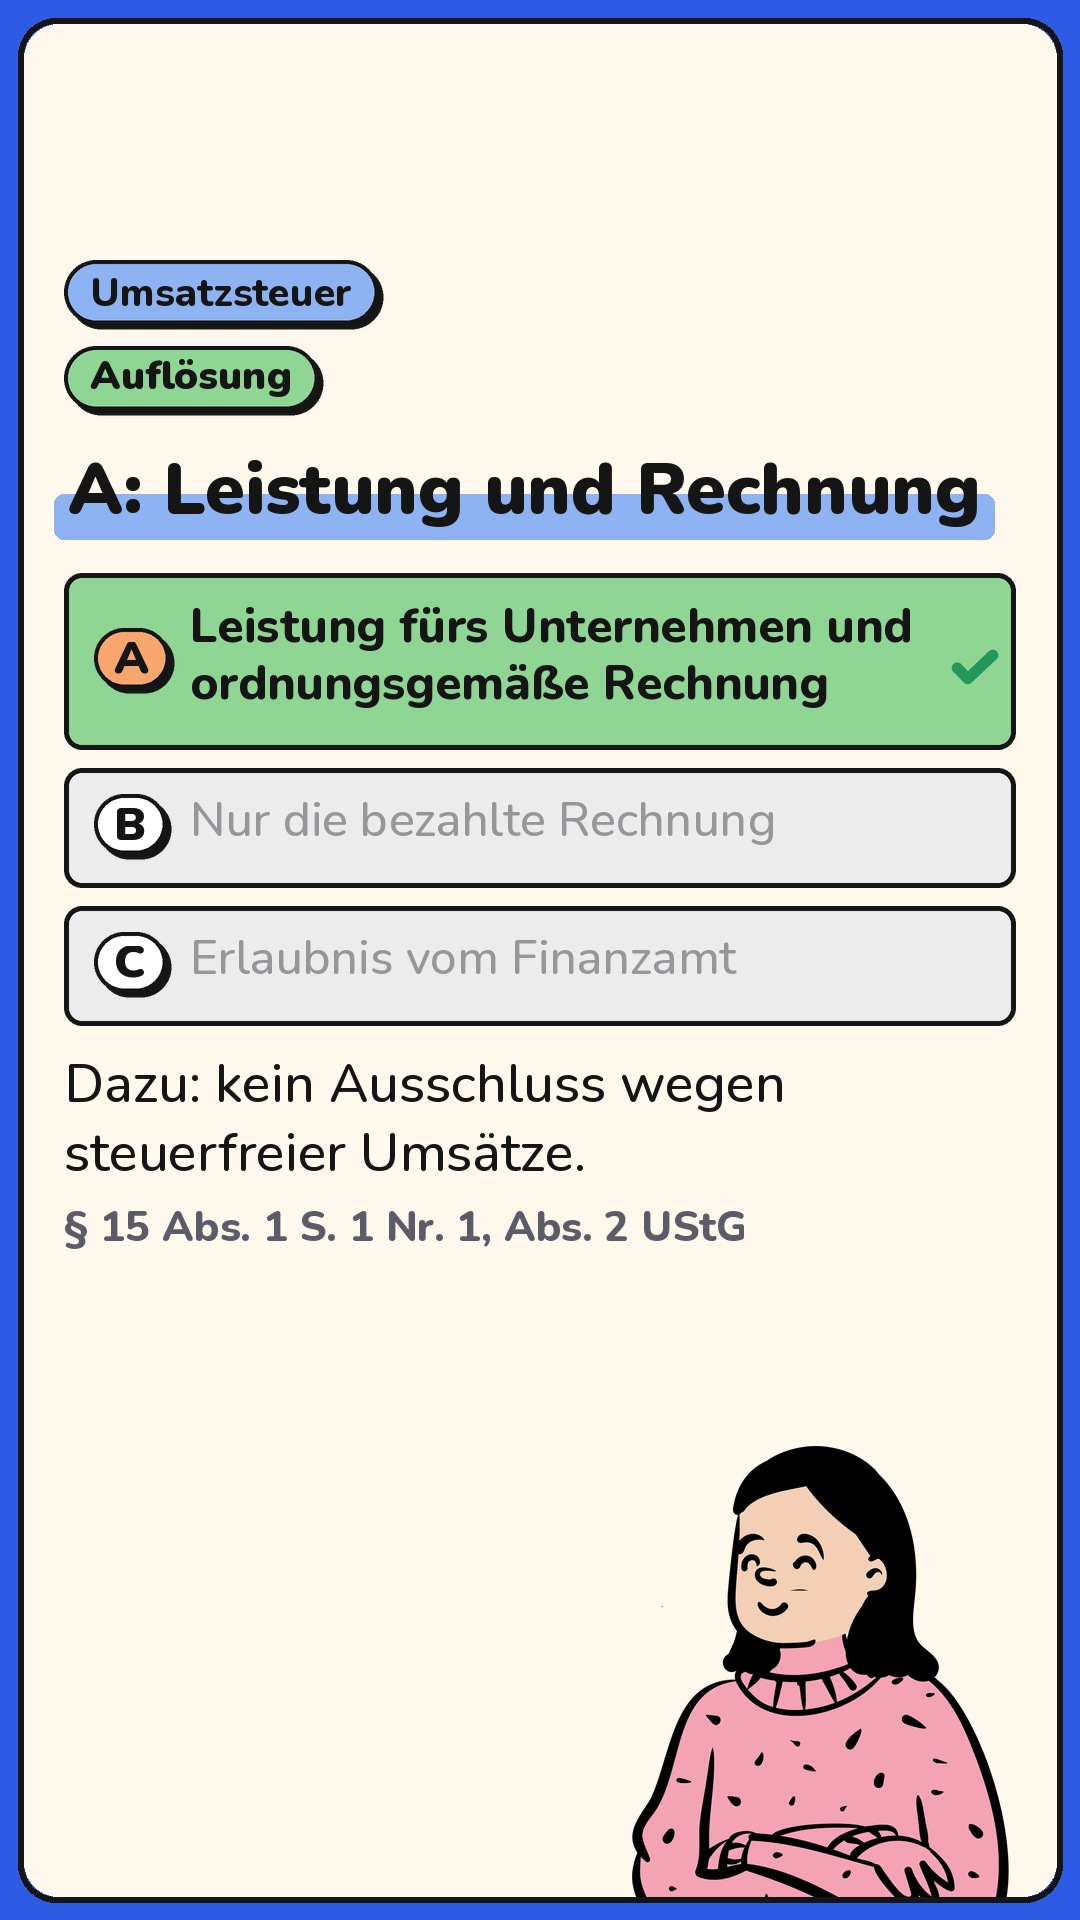 Umsatzsteuer
Auflösung
A: Leistung und Rechnung
A Leistung fürs Unternehmen und
ordnungsgemäße Rechnung
B Nur die bezahlte Rechnung
C Erlaubnis vom Finanzamt
Dazu: kein Ausschluss wegen
steuerfreier Umsätze.
§ 15 Abs. 1 S. 1 Nr. 1, Abs. 2 UStG